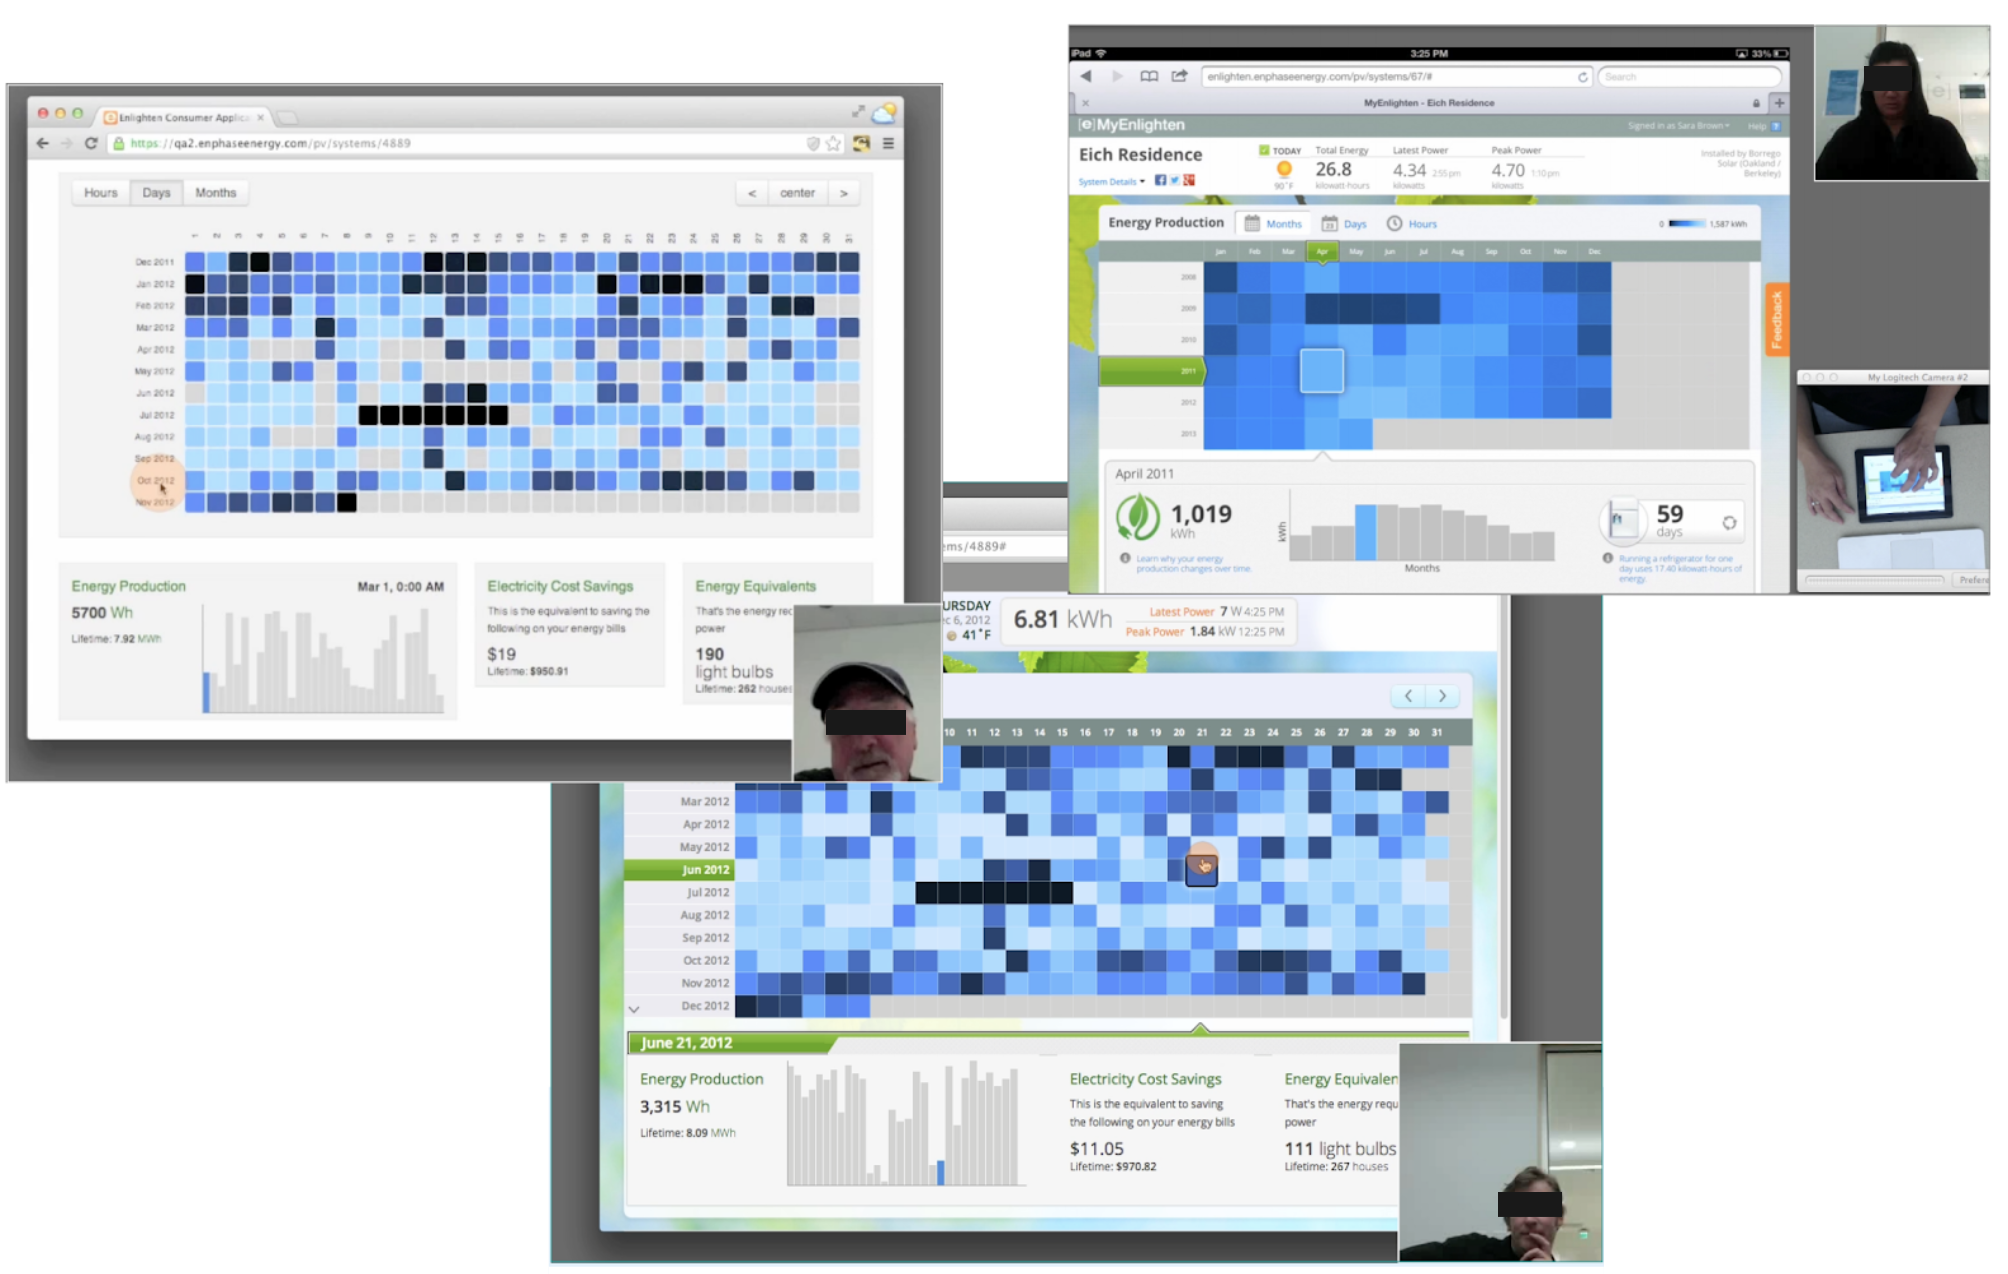 Enlighten Consumer Applica
https://qa2.enphaseenergy.com/pv/systems/4889
Hours Days Months < center >
1 2 3 4 5 6 7 8 9 10 11 12 13 14 15 16 17 18 19 20 21 22 23 24 25 26 27 28 29 30 31
Dec 2011
Jan 2012
Feb 2012
Mar 2012
Apr 2012
May 2012
Jun 2012
Jul 2012
Aug 2012
Sep 2012
Oct 2012
Nov 2012
Energy Production Mar 1, 0:00 AM
5700 Wh
Lifetime: 7.92 MWh
Electricity Cost Savings
This is the equivalent to saving the
following on your energy bills
$19
Lifetime: $950.91
Energy Equivalents
That's the energy rec
power
190
light bulbs
Lifetime: 262 houses
iPad 3:25 PM 33%
enlighten.enphaseenergy.com/pv/systems/67/# Search
MyEnlighten - Eich Residence
[e]MyEnlighten Signed in as Sara Brown Help ?
Eich Residence
System Details
TODAY
90°F
Total Energy
26.8
kilowatt-hours
Latest Power
4.34 2:55 pm
kilowatts
Peak Power
4.70 1:10 pm
kilowatts
Installed by Borrego
Solar (Oakland /
Berkeley)
Energy Production Months Days Hours 0 1,587 kWh
Jan Feb Mar Apr May Jun Jul Aug Sep Oct Nov Dec
2008
2009
2010
2011
2012
2013
Feedback
April 2011
1,019
kWh
Learn why your energy
production changes over time.
kWh
Months
59
days
Running a refrigerator for one
day uses 17.40 kilowatt-hours of
energy.
My Logitech Camera #2
Prefere
ems/4889#
URSDAY
ec 6, 2012
41°F
6.81 kWh
Latest Power 7 W 4:25 PM
Peak Power 1.84 kW 12:25 PM
10 11 12 13 14 15 16 17 18 19 20 21 22 23 24 25 26 27 28 29 30 31
Mar 2012
Apr 2012
May 2012
Jun 2012
Jul 2012
Aug 2012
Sep 2012
Oct 2012
Nov 2012
Dec 2012
June 21, 2012
Energy Production
3,315 Wh
Lifetime: 8.09 MWh
Electricity Cost Savings
This is the equivalent to saving
the following on your energy bills
$11.05
Lifetime: $970.82
Energy Equivalen
That's the energy requ
power
111 light bulbs
Lifetime: 267 houses